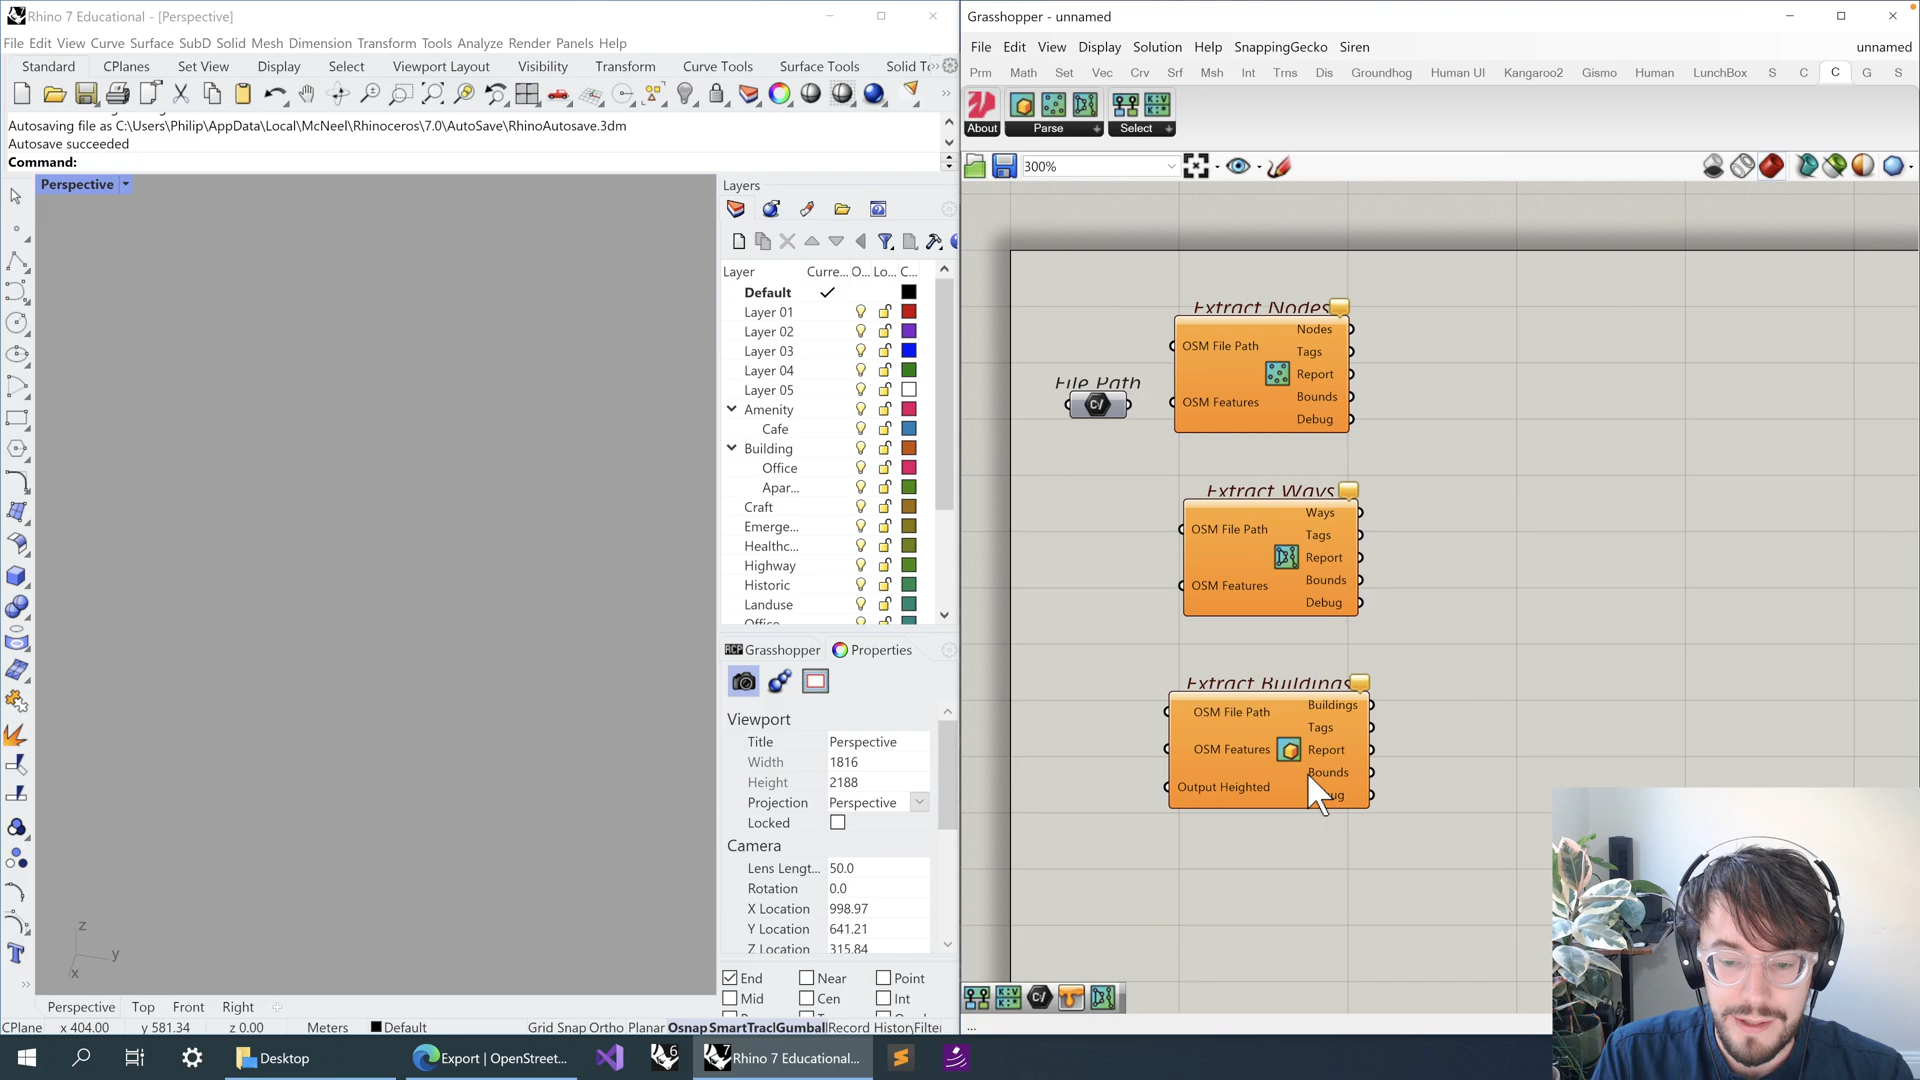 Rhino 7 Educational - [Perspective]
File Edit View Curve Surface SubD Solid Mesh Dimension Transform Tools Analyze Render Panels Help
Standard CPlanes Set View Display Select Viewport Layout Visibility Transform Curve Tools Surface Tools Solid To
Autosaving file as C:\Users\Philip\AppData\Local\McNeel\Rhinoceros\7.0\AutoSave\RhinoAutosave.3dm
Autosave succeeded
Command:
Perspective
z
y
x
Perspective Top Front Right
CPlane x 404.00 y 581.34 z 0.00 Meters Default Grid Snap Ortho Planar Osnap SmartTrack Gumball Record History Filter
Layers
Layer Curre... O... Lo... C...
Default
Layer 01
Layer 02
Layer 03
Layer 04
Layer 05
Amenity
Cafe
Building
Office
Apar...
Craft
Emerge...
Healthc...
Highway
Historic
Landuse
Office
Grasshopper Properties
Viewport
Title Perspective
Width 1816
Height 2188
Projection Perspective
Locked
Camera
Lens Lengt... 50.0
Rotation 0.0
X Location 998.97
Y Location 641.21
Z Location 315.84
End Near Point
Mid Cen Int
Grasshopper - unnamed
File Edit View Display Solution Help SnappingGecko Siren unnamed
Prm Math Set Vec Crv Srf Msh Int Trns Dis Groundhog Human UI Kangaroo2 Gismo Human LunchBox S C C G S
K:V
K:*
About Parse Select
300%
Extract Nodes
OSM File Path
OSM Features
Nodes
Tags
Report
Bounds
Debug
File Path
C/
Extract Ways
OSM File Path
OSM Features
Ways
Tags
Report
Bounds
Debug
Extract Buildings
OSM File Path
OSM Features
Output Heighted
Buildings
Tags
Report
Bounds
ug
K:V
K:*
C/
...
Desktop Export | OpenStreet... 6 7 Rhino 7 Educational...